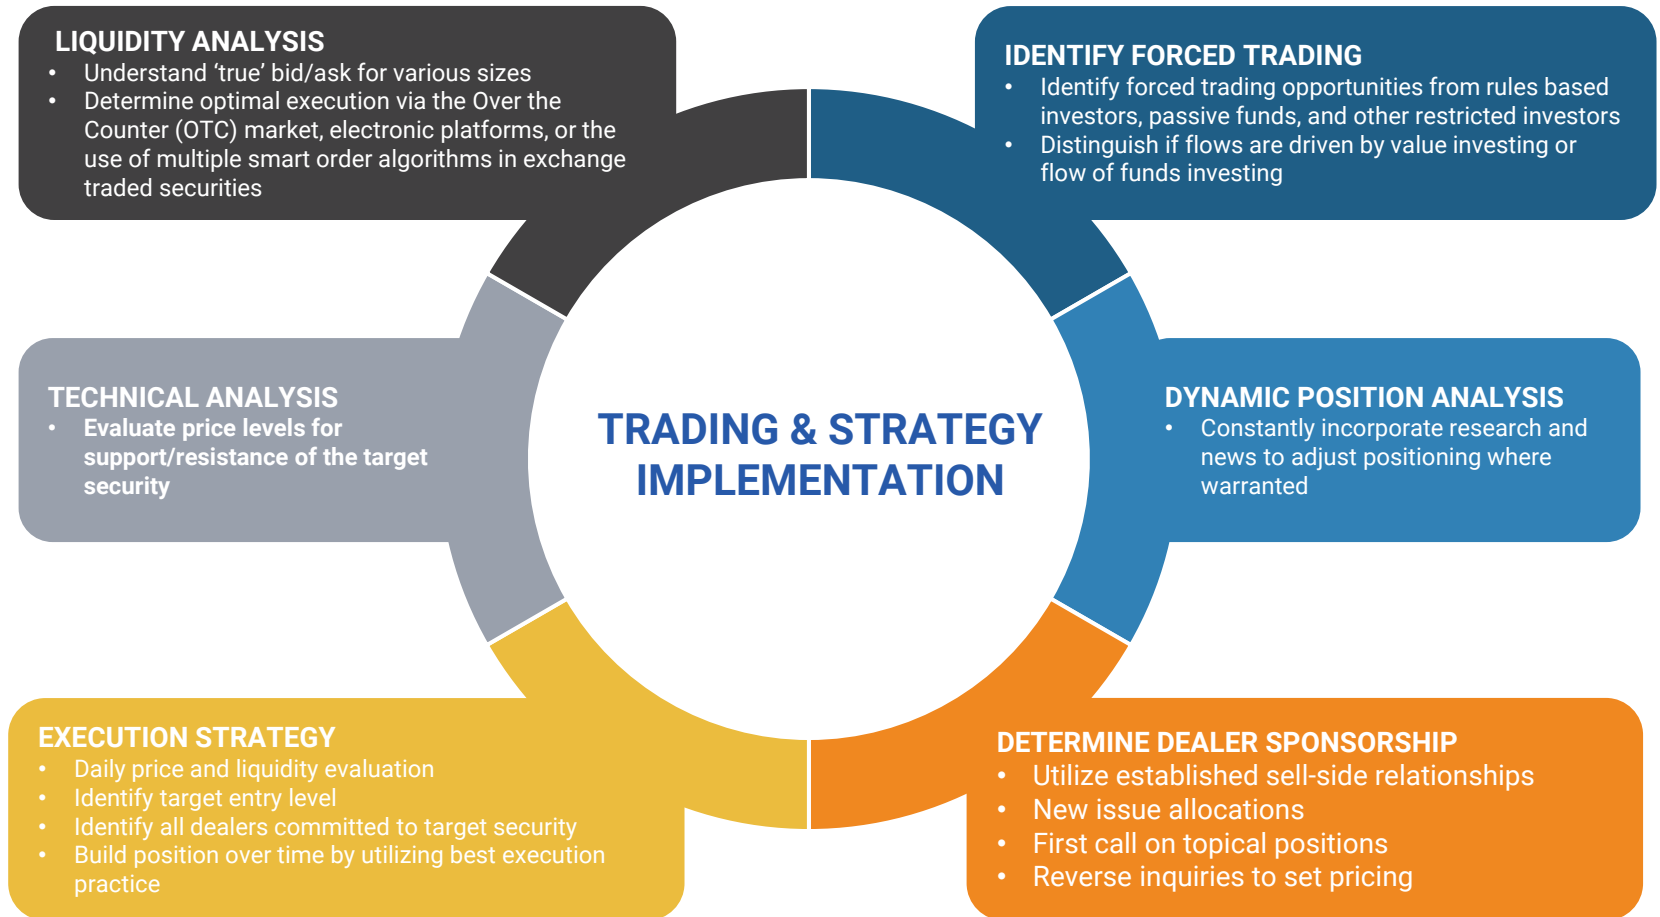 LIQUIDITY ANALYSIS
• Understand ‘true’ bid/ask for various sizes
• Determine optimal execution via the Over the
Counter (OTC) market, electronic platforms, or the
use of multiple smart order algorithms in exchange
traded securities
IDENTIFY FORCED TRADING
• Identify forced trading opportunities from rules based
investors, passive funds, and other restricted investors
• Distinguish if flows are driven by value investing or
flow of funds investing
TECHNICAL ANALYSIS
• Evaluate price levels for
support/resistance of the target
security
TRADING & STRATEGY
IMPLEMENTATION
DYNAMIC POSITION ANALYSIS
• Constantly incorporate research and
news to adjust positioning where
warranted
EXECUTION STRATEGY
• Daily price and liquidity evaluation
• Identify target entry level
• Identify all dealers committed to target security
• Build position over time by utilizing best execution
practice
DETERMINE DEALER SPONSORSHIP
• Utilize established sell-side relationships
• New issue allocations
• First call on topical positions
• Reverse inquiries to set pricing